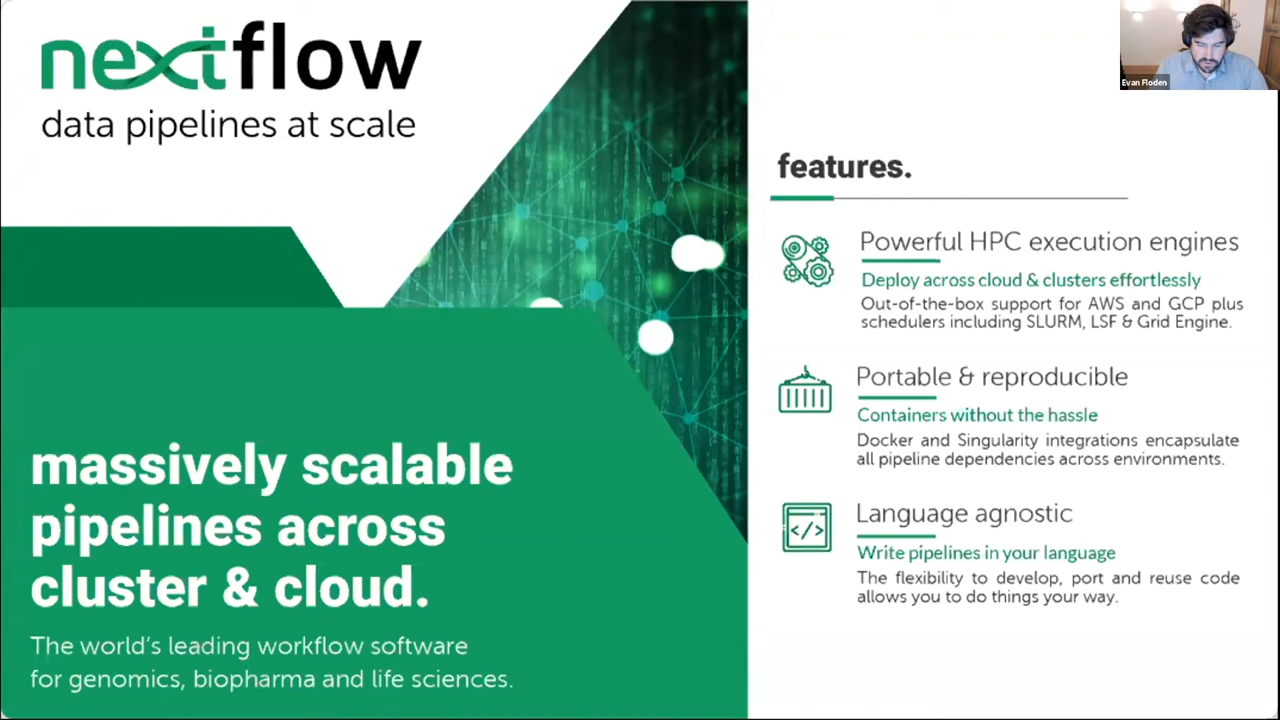 nextflow
data pipelines at scale
massively scalable
pipelines across
cluster & cloud.
The world's leading workflow software
for genomics, biopharma and life sciences.
Evan Floden
features.
Powerful HPC execution engines
Deploy across cloud & clusters effortlessly
Out-of-the-box support for AWS and GCP plus
schedulers including SLURM, LSF & Grid Engine.
Portable & reproducible
Containers without the hassle
Docker and Singularity integrations encapsulate
all pipeline dependencies across environments.
</>
Language agnostic
Write pipelines in your language
The flexibility to develop, port and reuse code
allows you to do things your way.